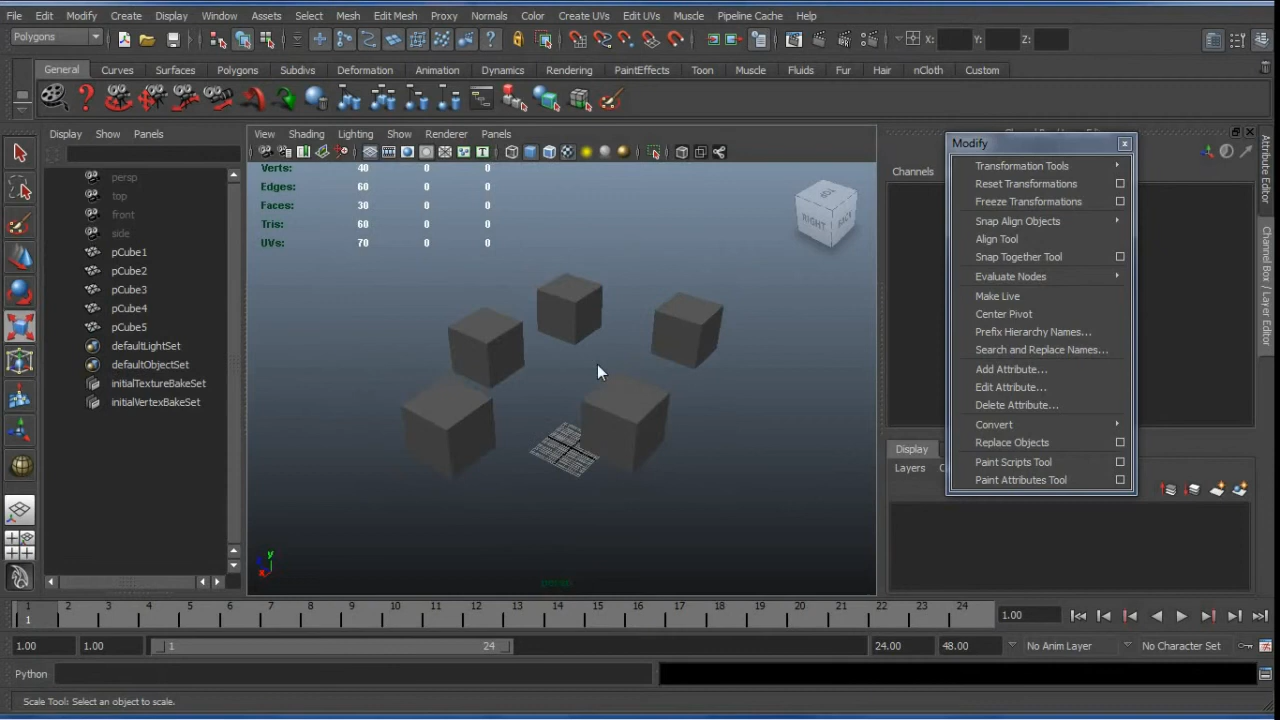 File Edit Modify Create Display Window Assets Select Mesh Edit Mesh Proxy Normals Color Create UVs Edit UVs Muscle Pipeline Cache Help
Polygons X: Y: Z:
General Curves Surfaces Polygons Subdivs Deformation Animation Dynamics Rendering PaintEffects Toon Muscle Fluids Fur Hair nCloth Custom
Display Show Panels
View Shading Lighting Show Renderer Panels
persp
top
front
side
pCube1
pCube2
pCube3
pCube4
pCube5
defaultLightSet
defaultObjectSet
initialTextureBakeSet
initialVertexBakeSet
Verts: 40 0 0
Edges: 60 0 0
Faces: 30 0 0
Tris: 60 0 0
UVs: 70 0 0
TOP
RIGHT
BACK
y
x
persp
Channels
Modify
Transformation Tools
Reset Transformations
Freeze Transformations
Snap Align Objects
Align Tool
Snap Together Tool
Evaluate Nodes
Make Live
Center Pivot
Prefix Hierarchy Names...
Search and Replace Names...
Add Attribute...
Edit Attribute...
Delete Attribute...
Convert
Replace Objects
Paint Scripts Tool
Paint Attributes Tool
Display
Layers
Attribute Editor
Channel Box / Layer Editor
1 2 3 4 5 6 7 8 9 10 11 12 13 14 15 16 17 18 19 20 21 22 23 24
1
1.00
1.00 1.00 1 24 24.00 48.00 No Anim Layer No Character Set
Python
Scale Tool: Select an object to scale.